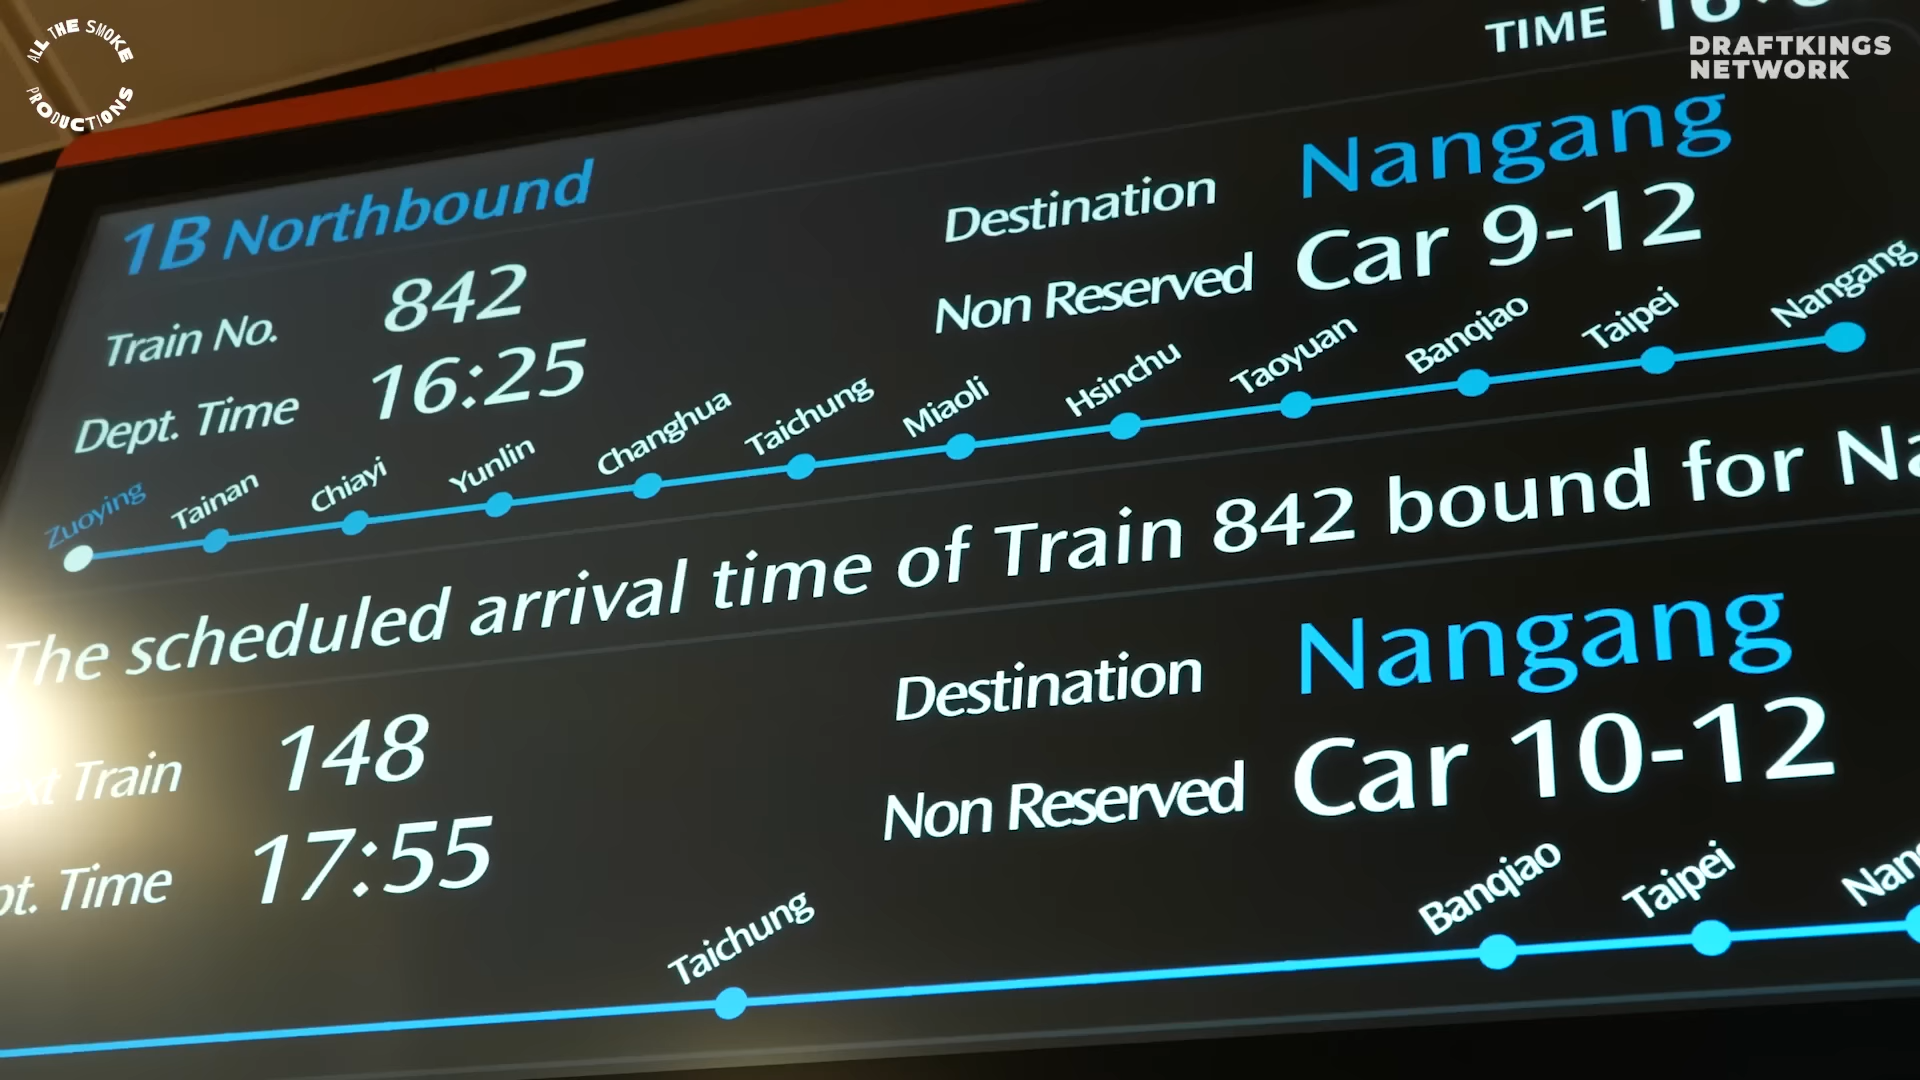 ALL THE SMOKE
PRODUCTIONS
DRAFTKINGS
NETWORK
TIME
1B Northbound
Destination Nangang
Train No. 842
Non Reserved Car 9-12
Dept. Time 16:25
Zuoying Tainan Chiayi Yunlin Changhua Taichung Miaoli Hsinchu Taoyuan Banqiao Taipei Nangang
The scheduled arrival time of Train 842 bound for Na
Destination Nangang
Train 148
Non Reserved Car 10-12
Time 17:55
Taichung Banqiao Taipei Nan